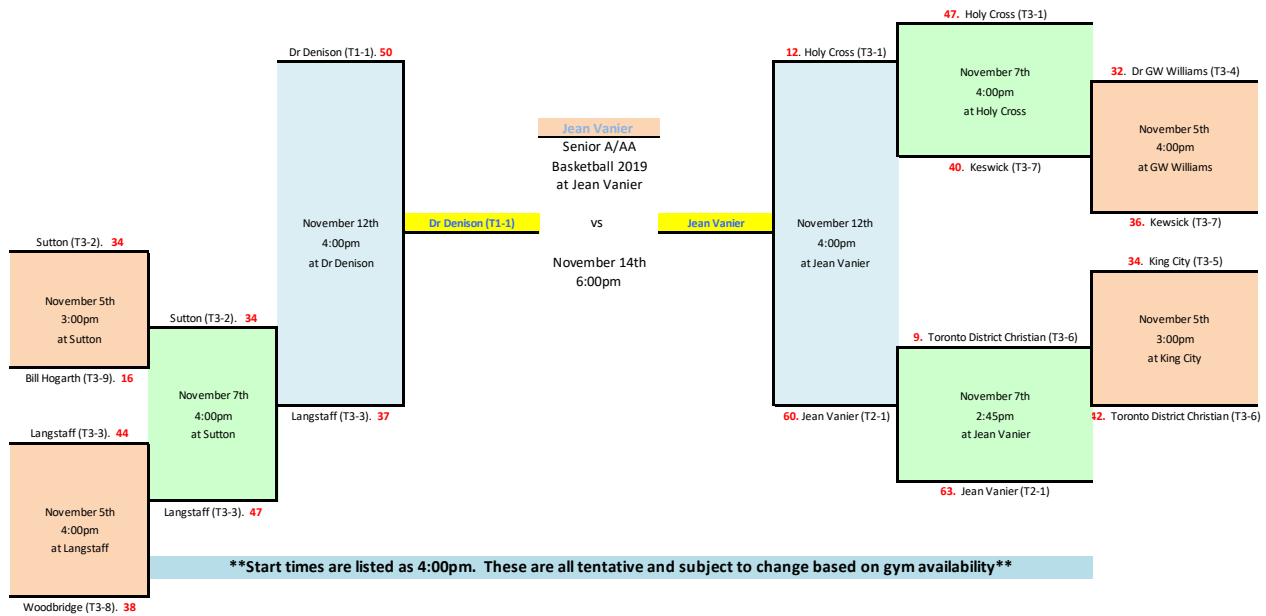 47. Holy Cross (T3-1)
Dr Denison (T1-1). 50
12. Holy Cross (T3-1)
November 7th
4:00pm
at Holy Cross
32. Dr GW Williams (T3-4)
Jean Vanier
Senior A/AA
Basketball 2019
at Jean Vanier
November 5th
4:00pm
at GW Williams
40. Keswick (T3-7)
November 12th
4:00pm
at Dr Denison
Dr Denison (T1-1)
vs
Jean Vanier
November 12th
4:00pm
at Jean Vanier
36. Kewsick (T3-7)
Sutton (T3-2). 34
November 14th
6:00pm
34. King City (T3-5)
November 5th
3:00pm
at Sutton
Sutton (T3-2). 34
9. Toronto District Christian (T3-6)
November 5th
3:00pm
at King City
Bill Hogarth (T3-9). 16
November 7th
4:00pm
at Sutton
Langstaff (T3-3). 37
60. Jean Vanier (T2-1)
November 7th
2:45pm
at Jean Vanier
42. Toronto District Christian (T3-6)
Langstaff (T3-3). 44
63. Jean Vanier (T2-1)
Langstaff (T3-3). 47
November 5th
4:00pm
at Langstaff
**Start times are listed as 4:00pm. These are all tentative and subject to change based on gym availability**
Woodbridge (T3-8). 38